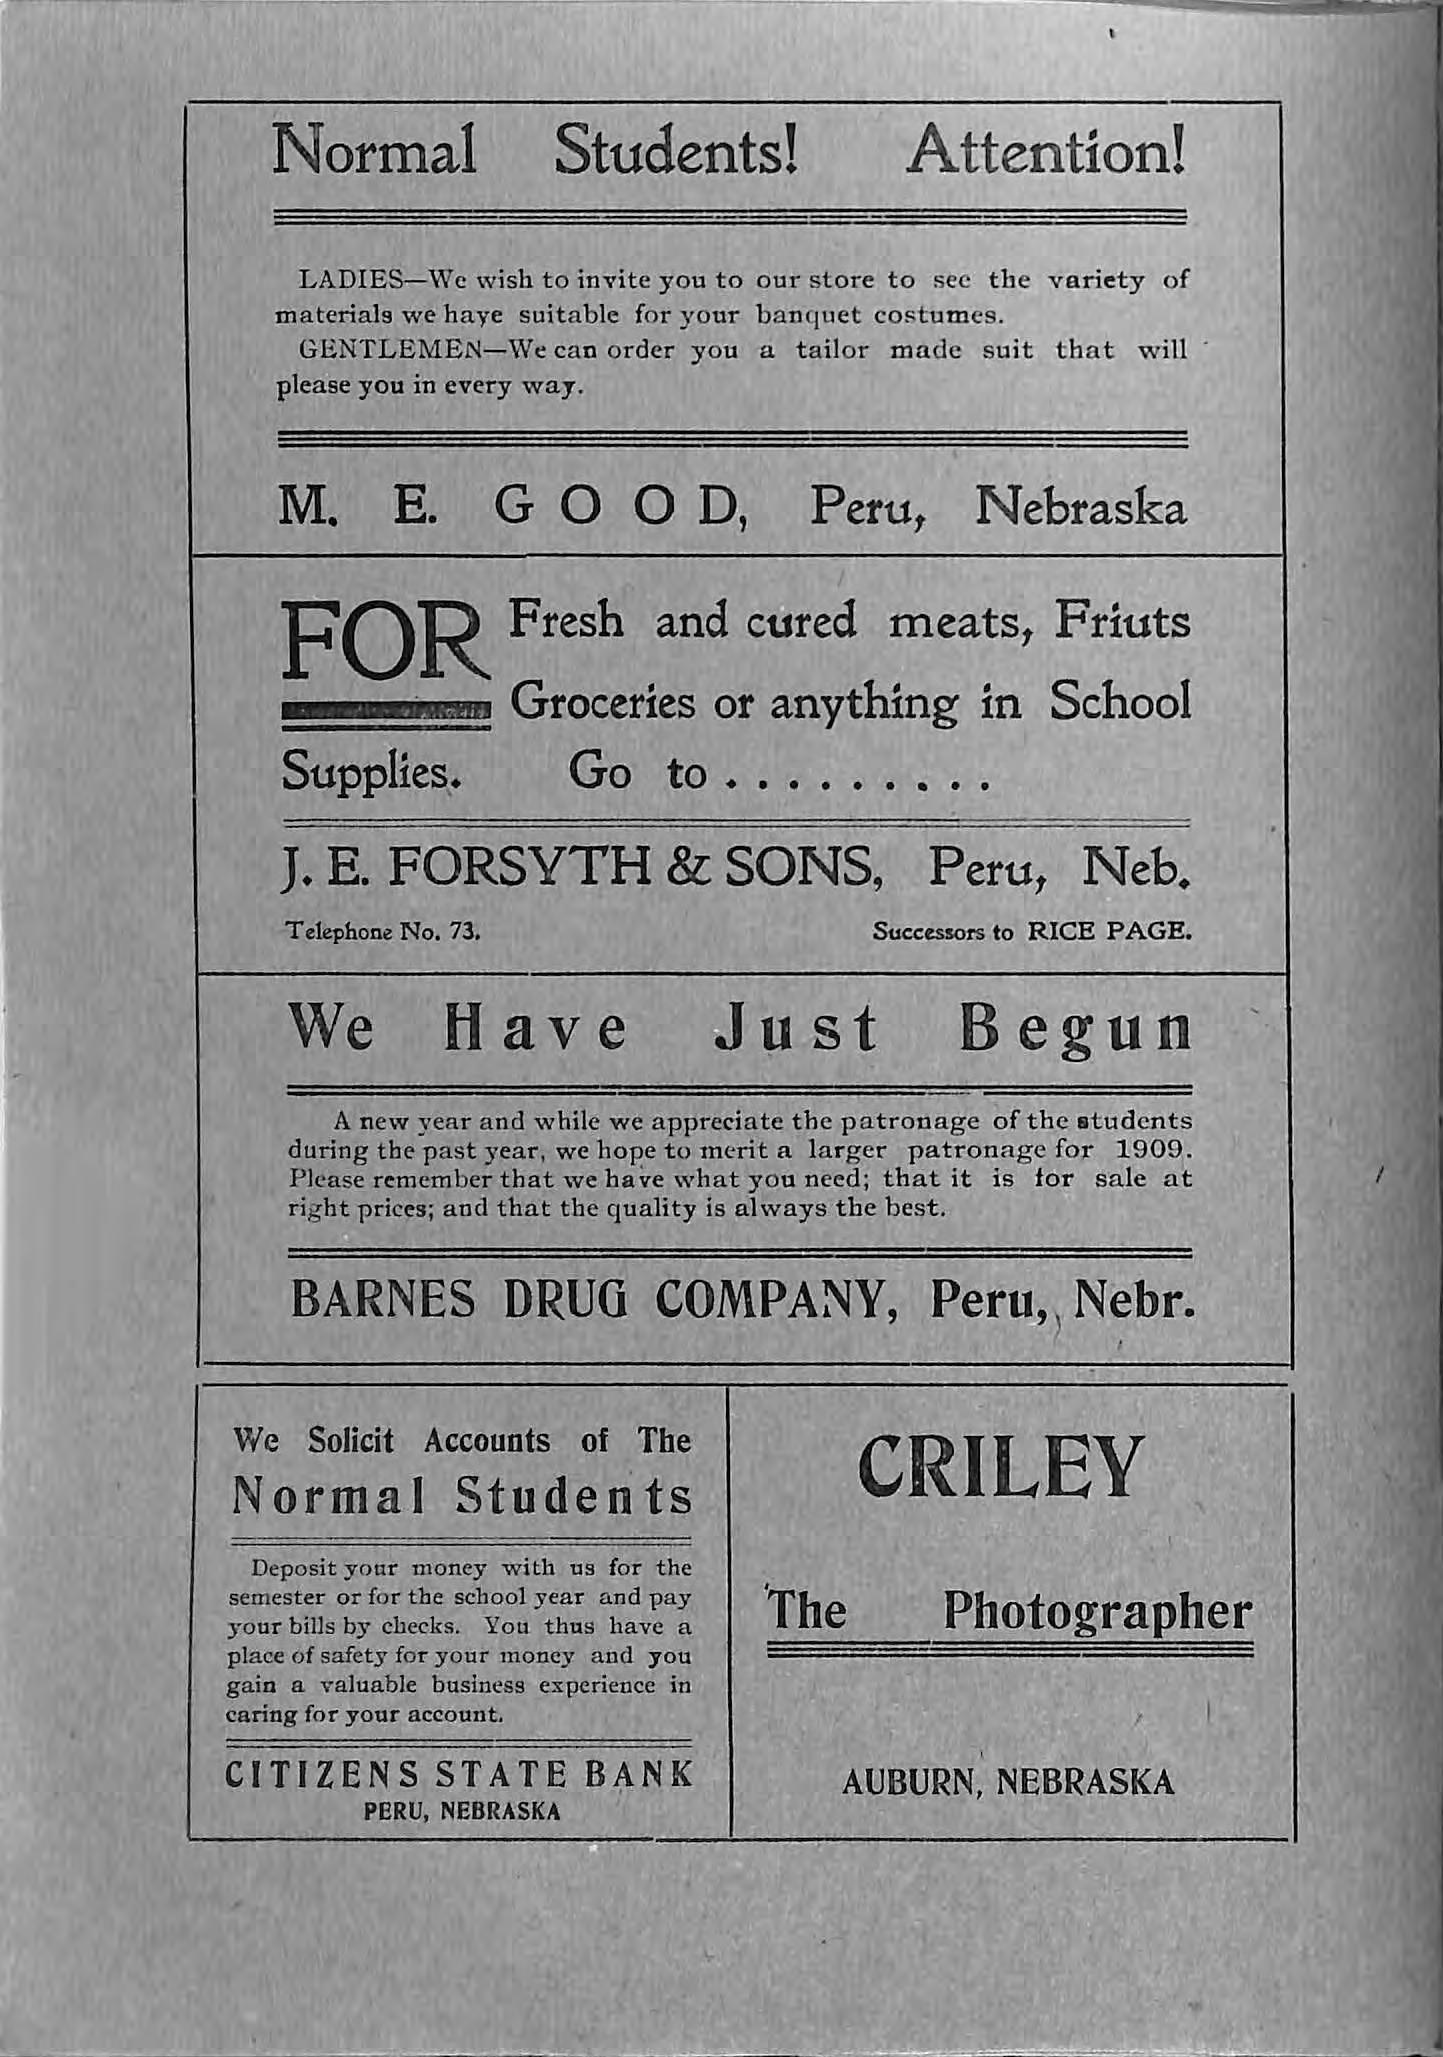 Normal Students! Attention!
LADIES—We wish to invite you to our store to see the variety of
materials we have suitable for your banquet costumes.
GENTLEMEN—We can order you a tailor made suit that will
please you in every way.
M. E. GOOD, Peru, Nebraska
FOR Fresh and cured meats, Friuts
Groceries or anything in School
Supplies. Go to . . . . . . . . .
J. E. FORSYTH & SONS, Peru, Neb.
Telephone No. 73. Successors to RICE PAGE.
We Have Just Begun
A new year and while we appreciate the patronage of the students
during the past year, we hope to merit a larger patronage for 1909.
Please remember that we have what you need; that it is for sale at
right prices; and that the quality is always the best.
BARNES DRUG COMPANY, Peru, Nebr.
We Solicit Accounts of The
Normal Students
Deposit your money with us for the
semester or for the school year and pay
your bills by checks. You thus have a
place of safety for your money and you
gain a valuable business experience in
caring for your account.
CITIZENS STATE BANK
PERU, NEBRASKA
CRILEY
The Photographer
AUBURN, NEBRASKA